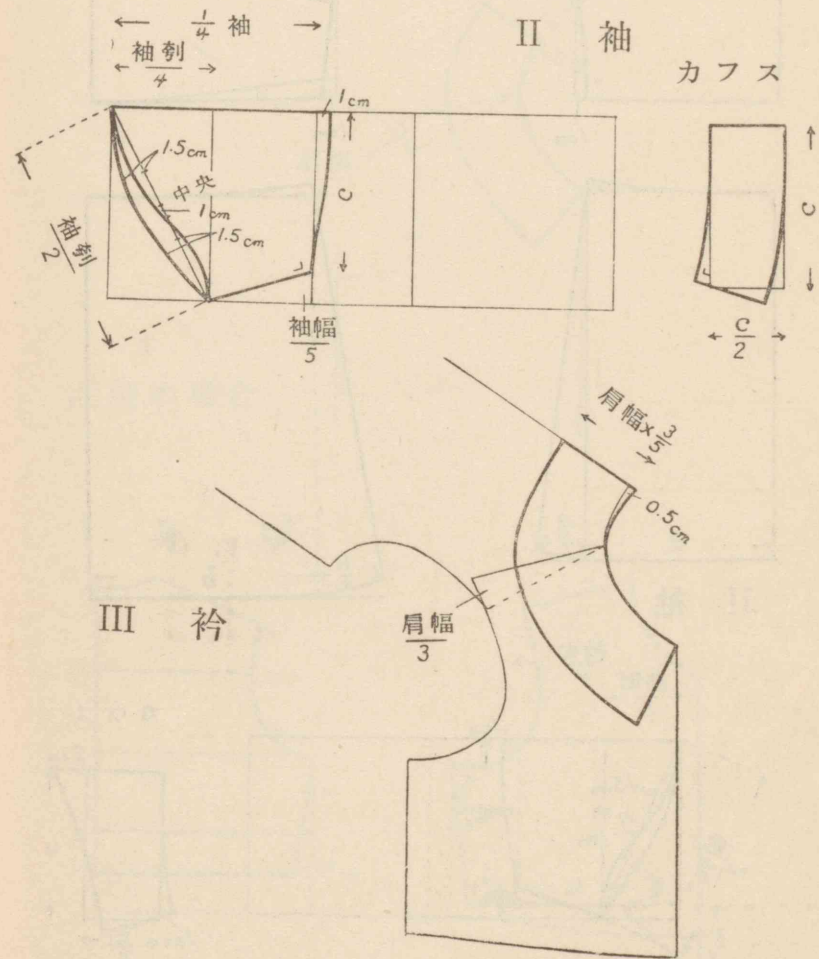 II 袖
1/4 袖
袖刳/4
1cm
1.5cm
中央
1cm
1.5cm
袖刳/2
c
袖幅/5
カフス
c
c/2
III 衿
肩幅×3/5
0.5cm
肩幅/3